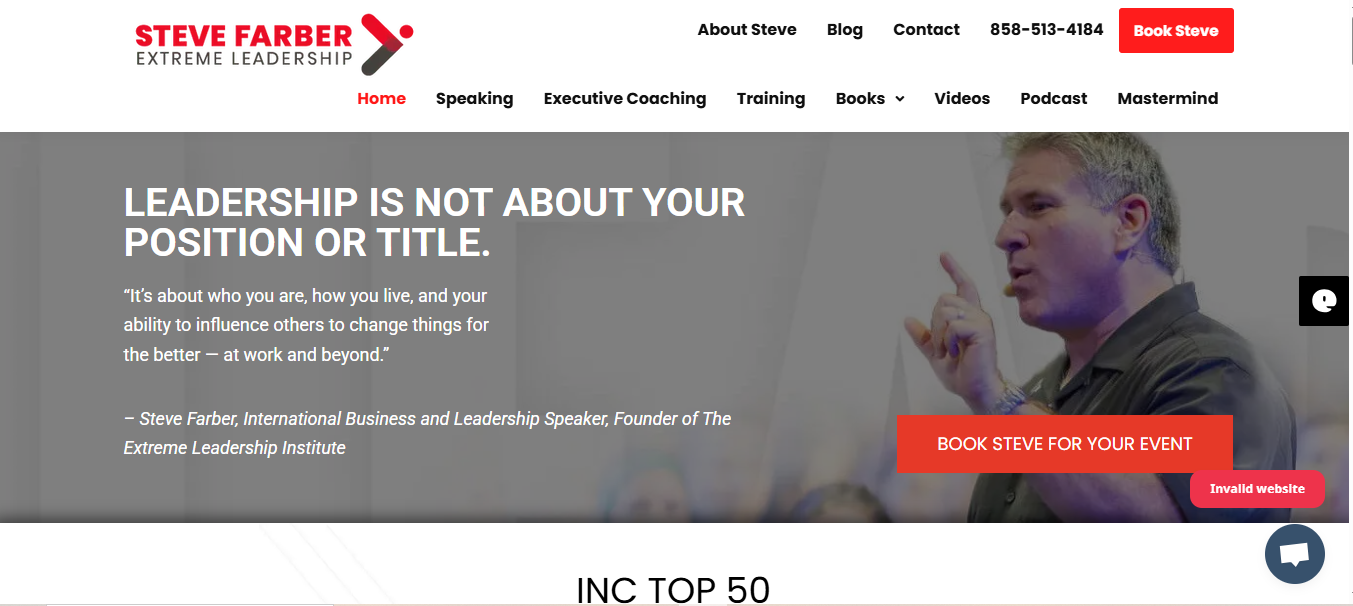 STEVE FARBER
EXTREME LEADERSHIP
About Steve Blog Contact 858-513-4184 Book Steve
Home Speaking Executive Coaching Training Books Videos Podcast Mastermind
LEADERSHIP IS NOT ABOUT YOUR
POSITION OR TITLE.
“It’s about who you are, how you live, and your
ability to influence others to change things for
the better — at work and beyond.”
– Steve Farber, International Business and Leadership Speaker, Founder of The
Extreme Leadership Institute
BOOK STEVE FOR YOUR EVENT
Invalid website
INC TOP 50